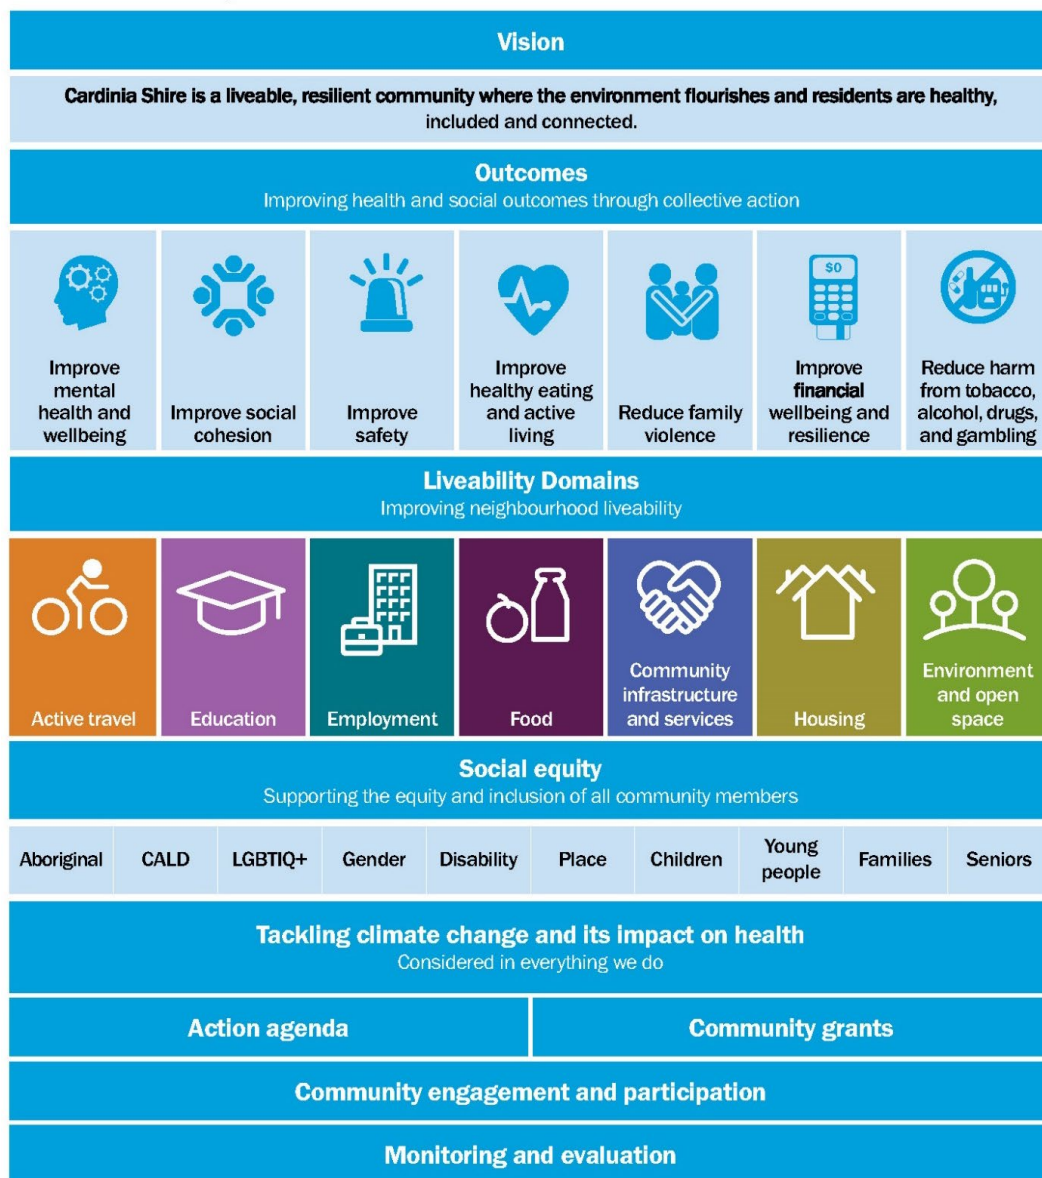 Vision
Cardinia Shire is a liveable, resilient community where the environment flourishes and residents are healthy,
included and connected.
Outcomes
Improving health and social outcomes through collective action
Improve
mental
health and
wellbeing
Improve social
cohesion
Improve
safety
Improve
healthy eating
and active
living
Reduce family
violence
$0
Improve
financial
wellbeing and
resilience
Reduce harm
from tobacco,
alcohol, drugs,
and gambling
Liveability Domains
Improving neighbourhood liveability
Active travel
Education
Employment
Food
Community
infrastructure
and services
Housing
Environment
and open
space
Social equity
Supporting the equity and inclusion of all community members
Aboriginal
CALD
LGBTIQ+
Gender
Disability
Place
Children
Young
people
Families
Seniors
Tackling climate change and its impact on health
Considered in everything we do
Action agenda
Community grants
Community engagement and participation
Monitoring and evaluation